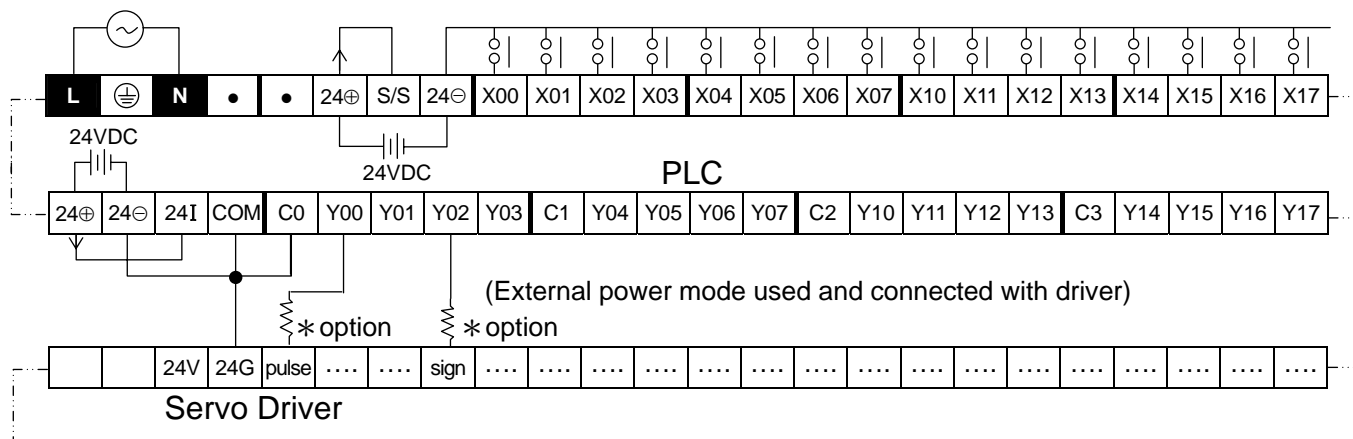 L N ● ● 24⊕ S/S 24⊖ X00 X01 X02 X03 X04 X05 X06 X07 X10 X11 X12 X13 X14 X15 X16 X17
24VDC
24VDC
PLC
24⊕ 24⊖ 24I COM C0 Y00 Y01 Y02 Y03 C1 Y04 Y05 Y06 Y07 C2 Y10 Y11 Y12 Y13 C3 Y14 Y15 Y16 Y17
(External power mode used and connected with driver)
*option *option
24V 24G pulse .... .... sign .... .... .... .... .... .... .... .... .... .... .... .... .... .... .... ....
Servo Driver